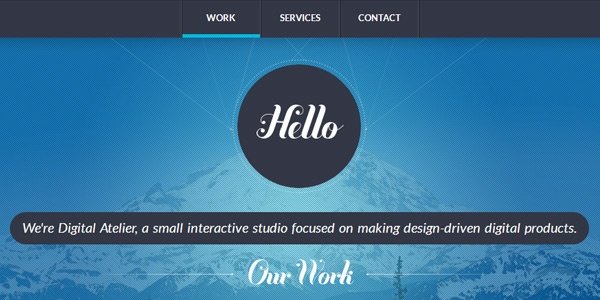 WORK SERVICES CONTACT
Hello
We're Digital Atelier, a small interactive studio focused on making design-driven digital products.
Our Work